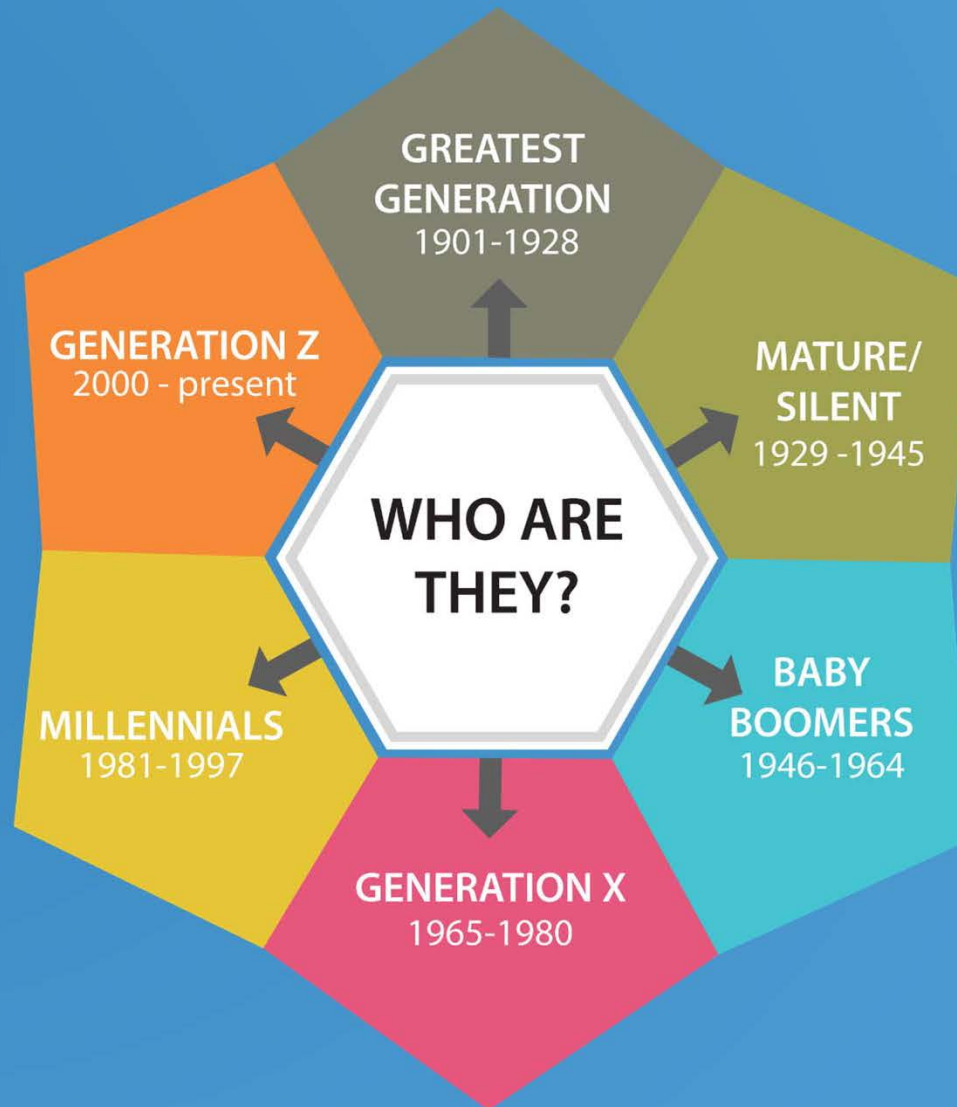 GREATEST
GENERATION
1901-1928
MATURE/
SILENT
1929 -1945
BABY
BOOMERS
1946-1964
GENERATION X
1965-1980
MILLENNIALS
1981-1997
GENERATION Z
2000 - present
WHO ARE
THEY?